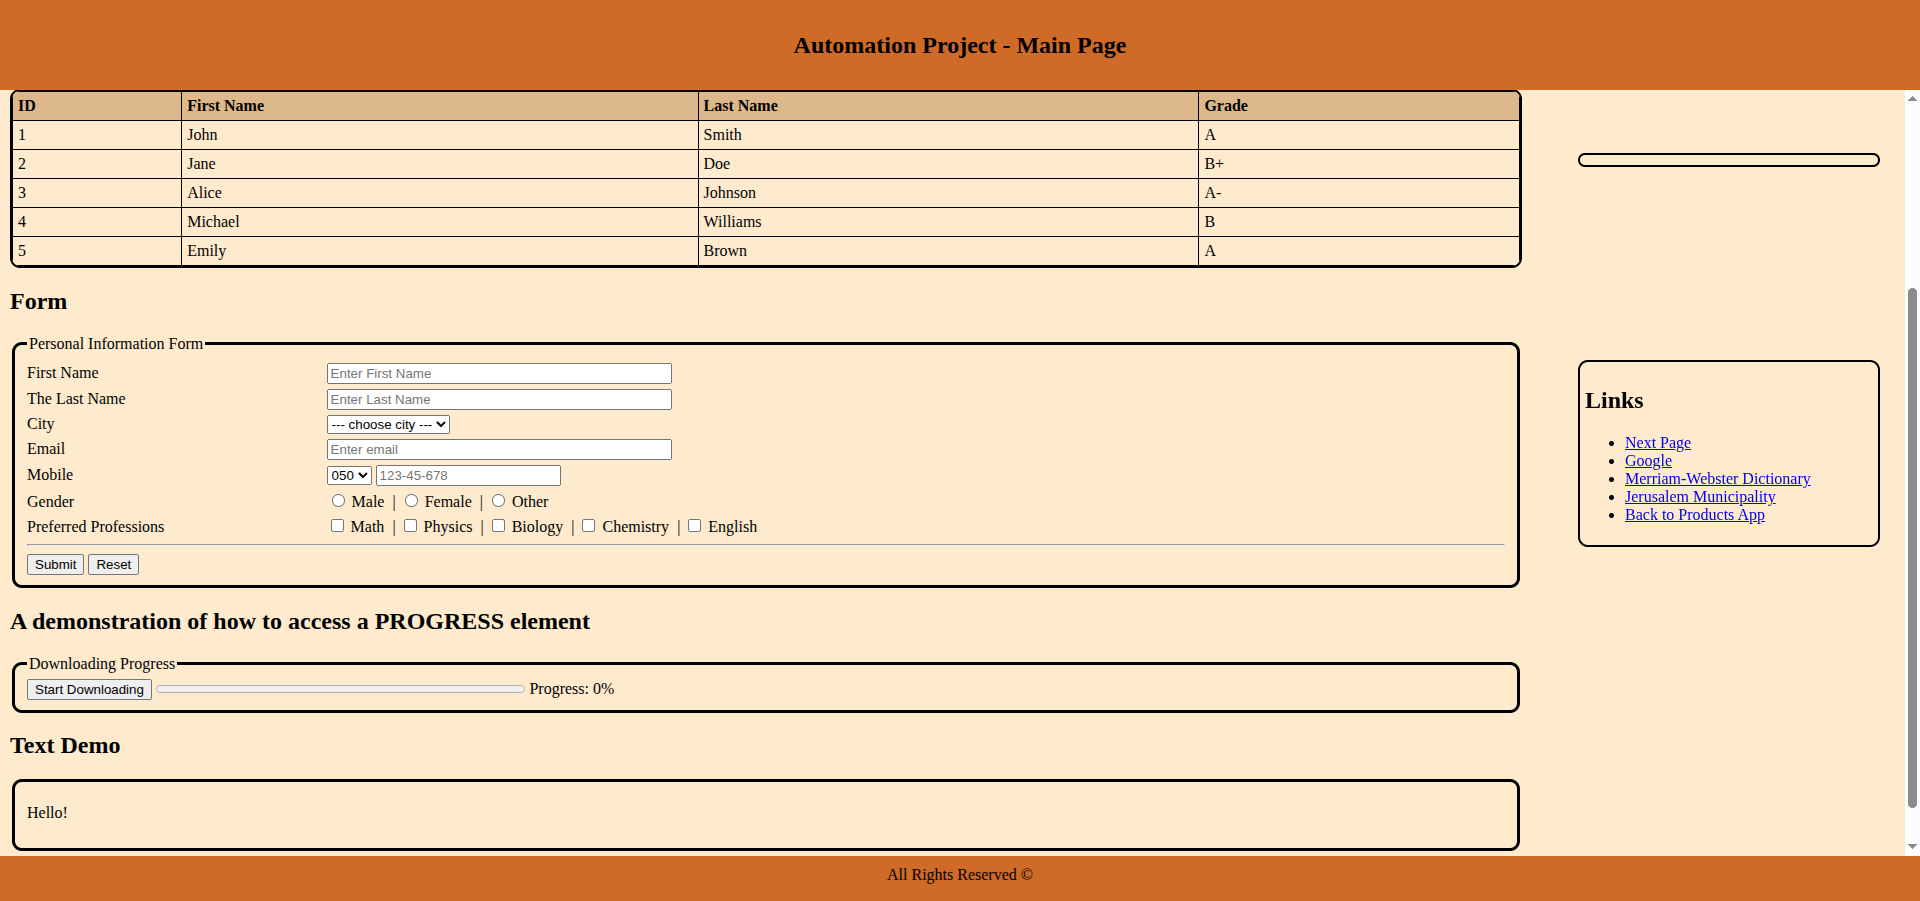 Automation Project - Main Page
ID First Name Last Name Grade
1 John Smith A
2 Jane Doe B+
3 Alice Johnson A-
4 Michael Williams B
5 Emily Brown A
Form
Personal Information Form
First Name Enter First Name
The Last Name Enter Last Name
City --- choose city ---
Email Enter email
Mobile 050 123-45-678
Gender Male | Female | Other
Preferred Professions Math | Physics | Biology | Chemistry | English
Submit Reset
A demonstration of how to access a PROGRESS element
Downloading Progress
Start Downloading Progress: 0%
Text Demo
Hello!
Links
Next Page
Google
Merriam-Webster Dictionary
Jerusalem Municipality
Back to Products App
All Rights Reserved ©